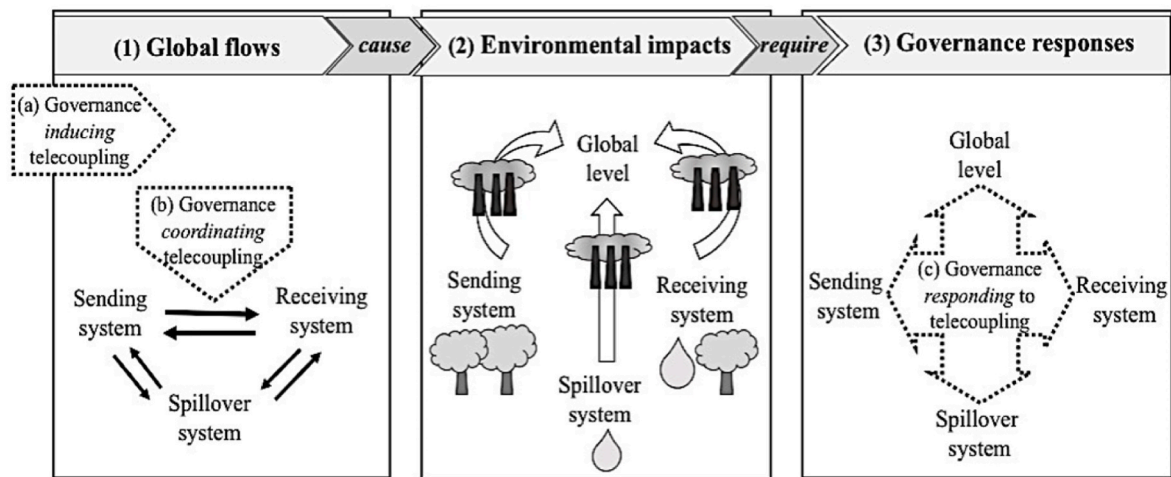 (1) Global flows
cause
(2) Environmental impacts
require
(3) Governance responses
(a) Governance
inducing
telecoupling
(b) Governance
coordinating
telecoupling
Sending
system
Receiving
system
Spillover
system
Global
level
Sending
system
Receiving
system
Spillover
system
Global
level
Sending
system
(c) Governance
responding to
telecoupling
Receiving
system
Spillover
system